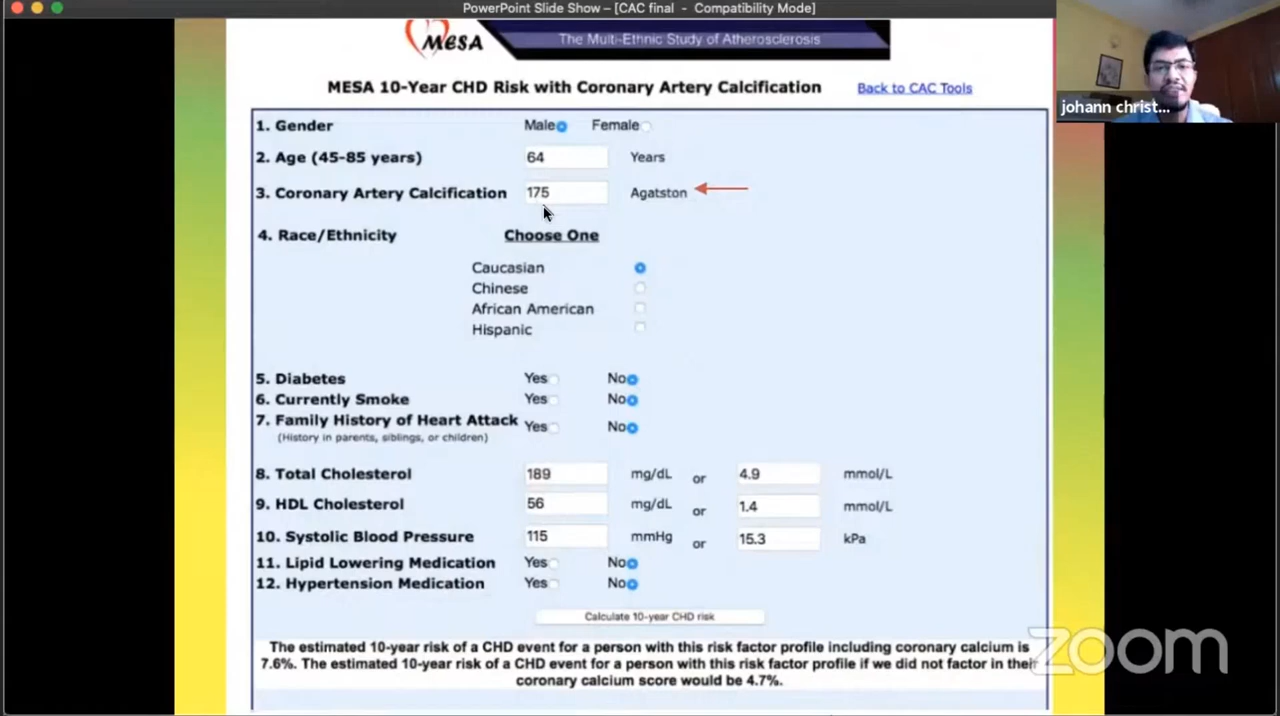 PowerPoint Slide Show – [CAC final - Compatibility Mode]
MESA
The Multi-Ethnic Study of Atherosclerosis
johann christ...
MESA 10-Year CHD Risk with Coronary Artery Calcification Back to CAC Tools
1. Gender Male Female
2. Age (45-85 years) 64 Years
3. Coronary Artery Calcification 175 Agatston
4. Race/Ethnicity Choose One
Caucasian
Chinese
African American
Hispanic
5. Diabetes Yes No
6. Currently Smoke Yes No
7. Family History of Heart Attack Yes No
(History in parents, siblings, or children)
8. Total Cholesterol 189 mg/dL or 4.9 mmol/L
9. HDL Cholesterol 56 mg/dL or 1.4 mmol/L
10. Systolic Blood Pressure 115 mmHg or 15.3 kPa
11. Lipid Lowering Medication Yes No
12. Hypertension Medication Yes No
Calculate 10-year CHD risk
The estimated 10-year risk of a CHD event for a person with this risk factor profile including coronary calcium is
7.6%. The estimated 10-year risk of a CHD event for a person with this risk factor profile if we did not factor in their
coronary calcium score would be 4.7%.
zoom